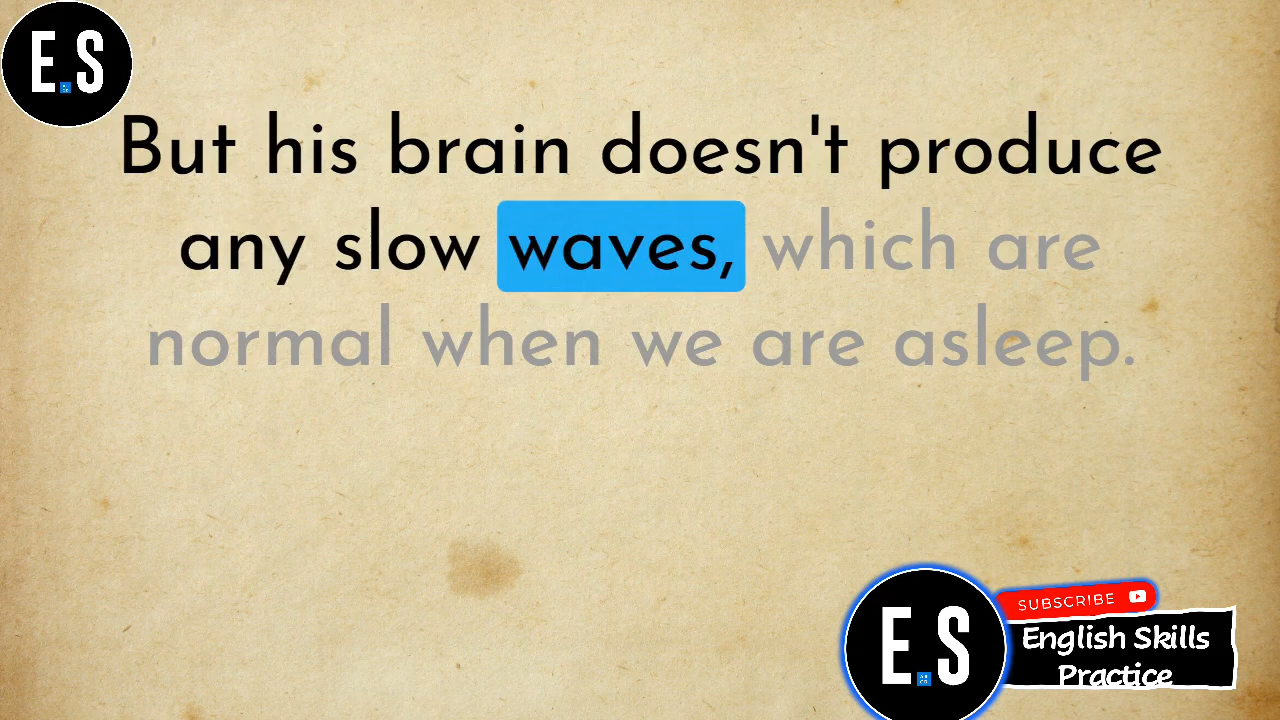 E.S
But his brain doesn't produce
any slow waves, which are
normal when we are asleep.
SUBSCRIBE
E.S
English Skills
Practice